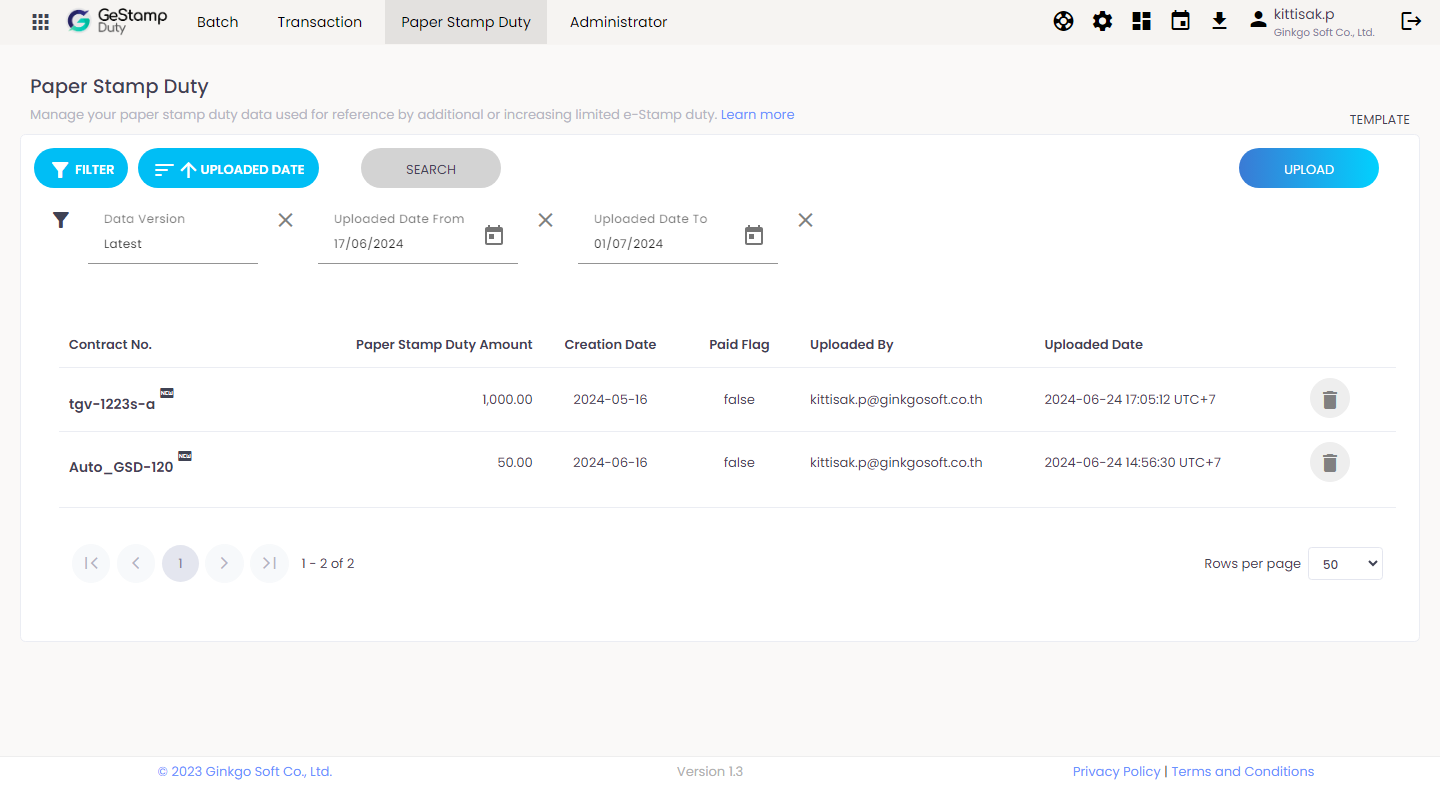 GeStamp Duty Batch Transaction Paper Stamp Duty Administrator kittisak.p
Ginkgo Soft Co., Ltd.
Paper Stamp Duty
Manage your paper stamp duty data used for reference by additional or increasing limited e-Stamp duty. Learn more
TEMPLATE
FILTER UPLOADED DATE SEARCH UPLOAD
Data Version Uploaded Date From Uploaded Date To
Latest 17/06/2024 01/07/2024
Contract No. Paper Stamp Duty Amount Creation Date Paid Flag Uploaded By Uploaded Date
tgv-1223s-a NEW 1,000.00 2024-05-16 false kittisak.p@ginkgosoft.co.th 2024-06-24 17:05:12 UTC+7
Auto_GSD-120 NEW 50.00 2024-06-16 false kittisak.p@ginkgosoft.co.th 2024-06-24 14:56:30 UTC+7
1 1 - 2 of 2 Rows per page 50
© 2023 Ginkgo Soft Co., Ltd. Version 1.3 Privacy Policy | Terms and Conditions